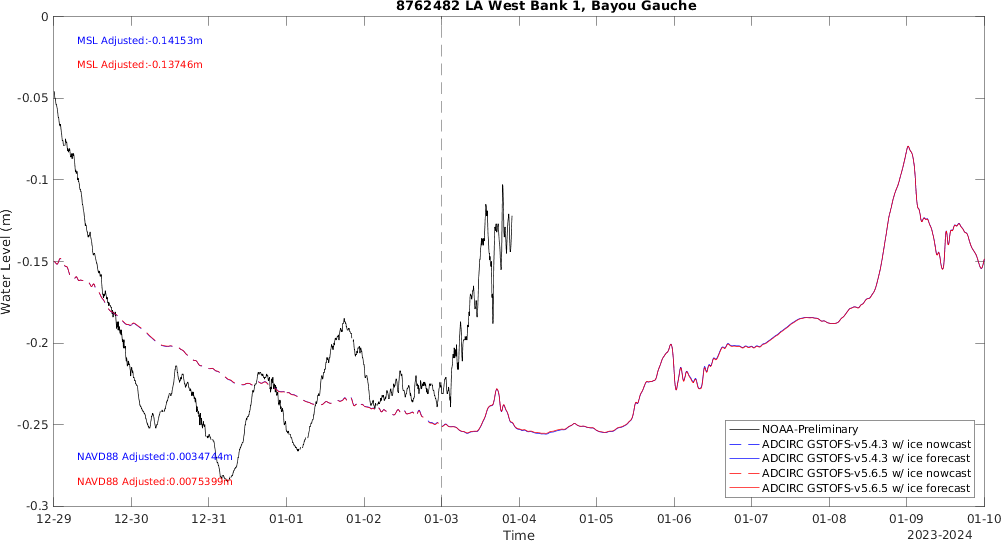 8762482 LA West Bank 1, Bayou Gauche
MSL Adjusted:-0.14153m
MSL Adjusted:-0.13746m
0
-0.05
-0.1
-0.15
-0.2
-0.25
-0.3
Water Level (m)
NAVD88 Adjusted:0.0034744m
NAVD88 Adjusted:0.0075399m
NOAA-Preliminary
ADCIRC GSTOFS-v5.4.3 w/ ice nowcast
ADCIRC GSTOFS-v5.4.3 w/ ice forecast
ADCIRC GSTOFS-v5.6.5 w/ ice nowcast
ADCIRC GSTOFS-v5.6.5 w/ ice forecast
12-29 12-30 12-31 01-01 01-02 01-03 01-04 01-05 01-06 01-07 01-08 01-09 01-10
Time
2023-2024